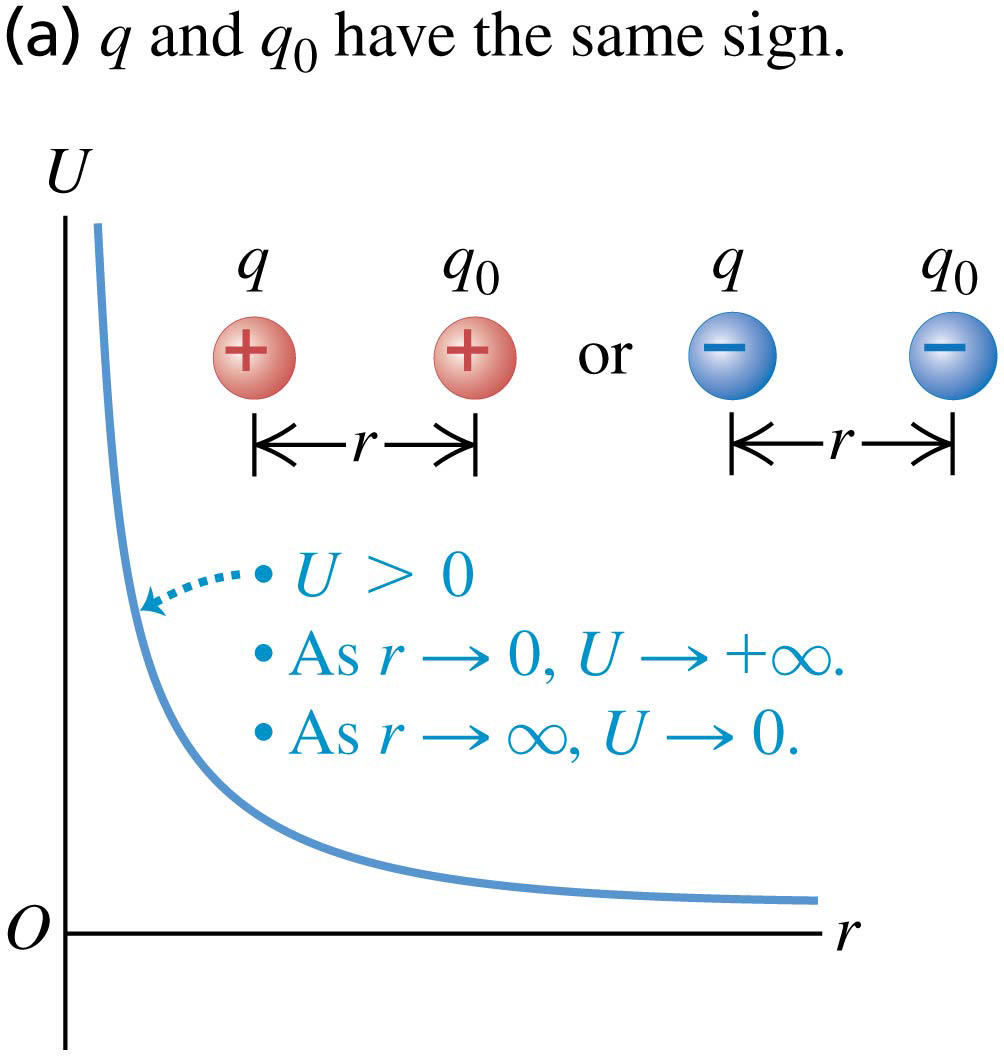 (a) q and q₀ have the same sign.
U
q q₀ q q₀
+ + or − −
r r
• U > 0
• As r → 0, U → +∞.
• As r → ∞, U → 0.
O r